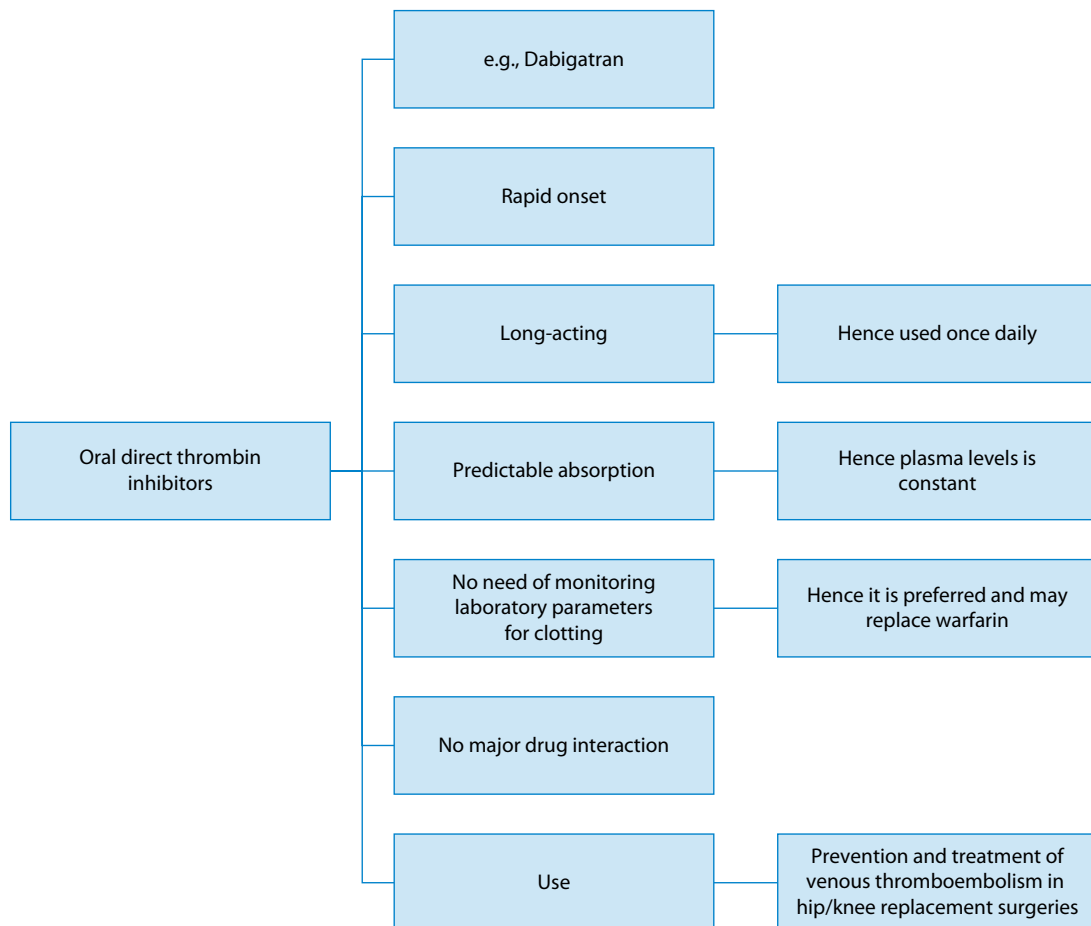 e.g., Dabigatran
Rapid onset
Long-acting
Hence used once daily
Oral direct thrombin
inhibitors
Predictable absorption
Hence plasma levels is
constant
No need of monitoring
laboratory parameters
for clotting
Hence it is preferred and may
replace warfarin
No major drug interaction
Use
Prevention and treatment of
venous thromboembolism in
hip/knee replacement surgeries